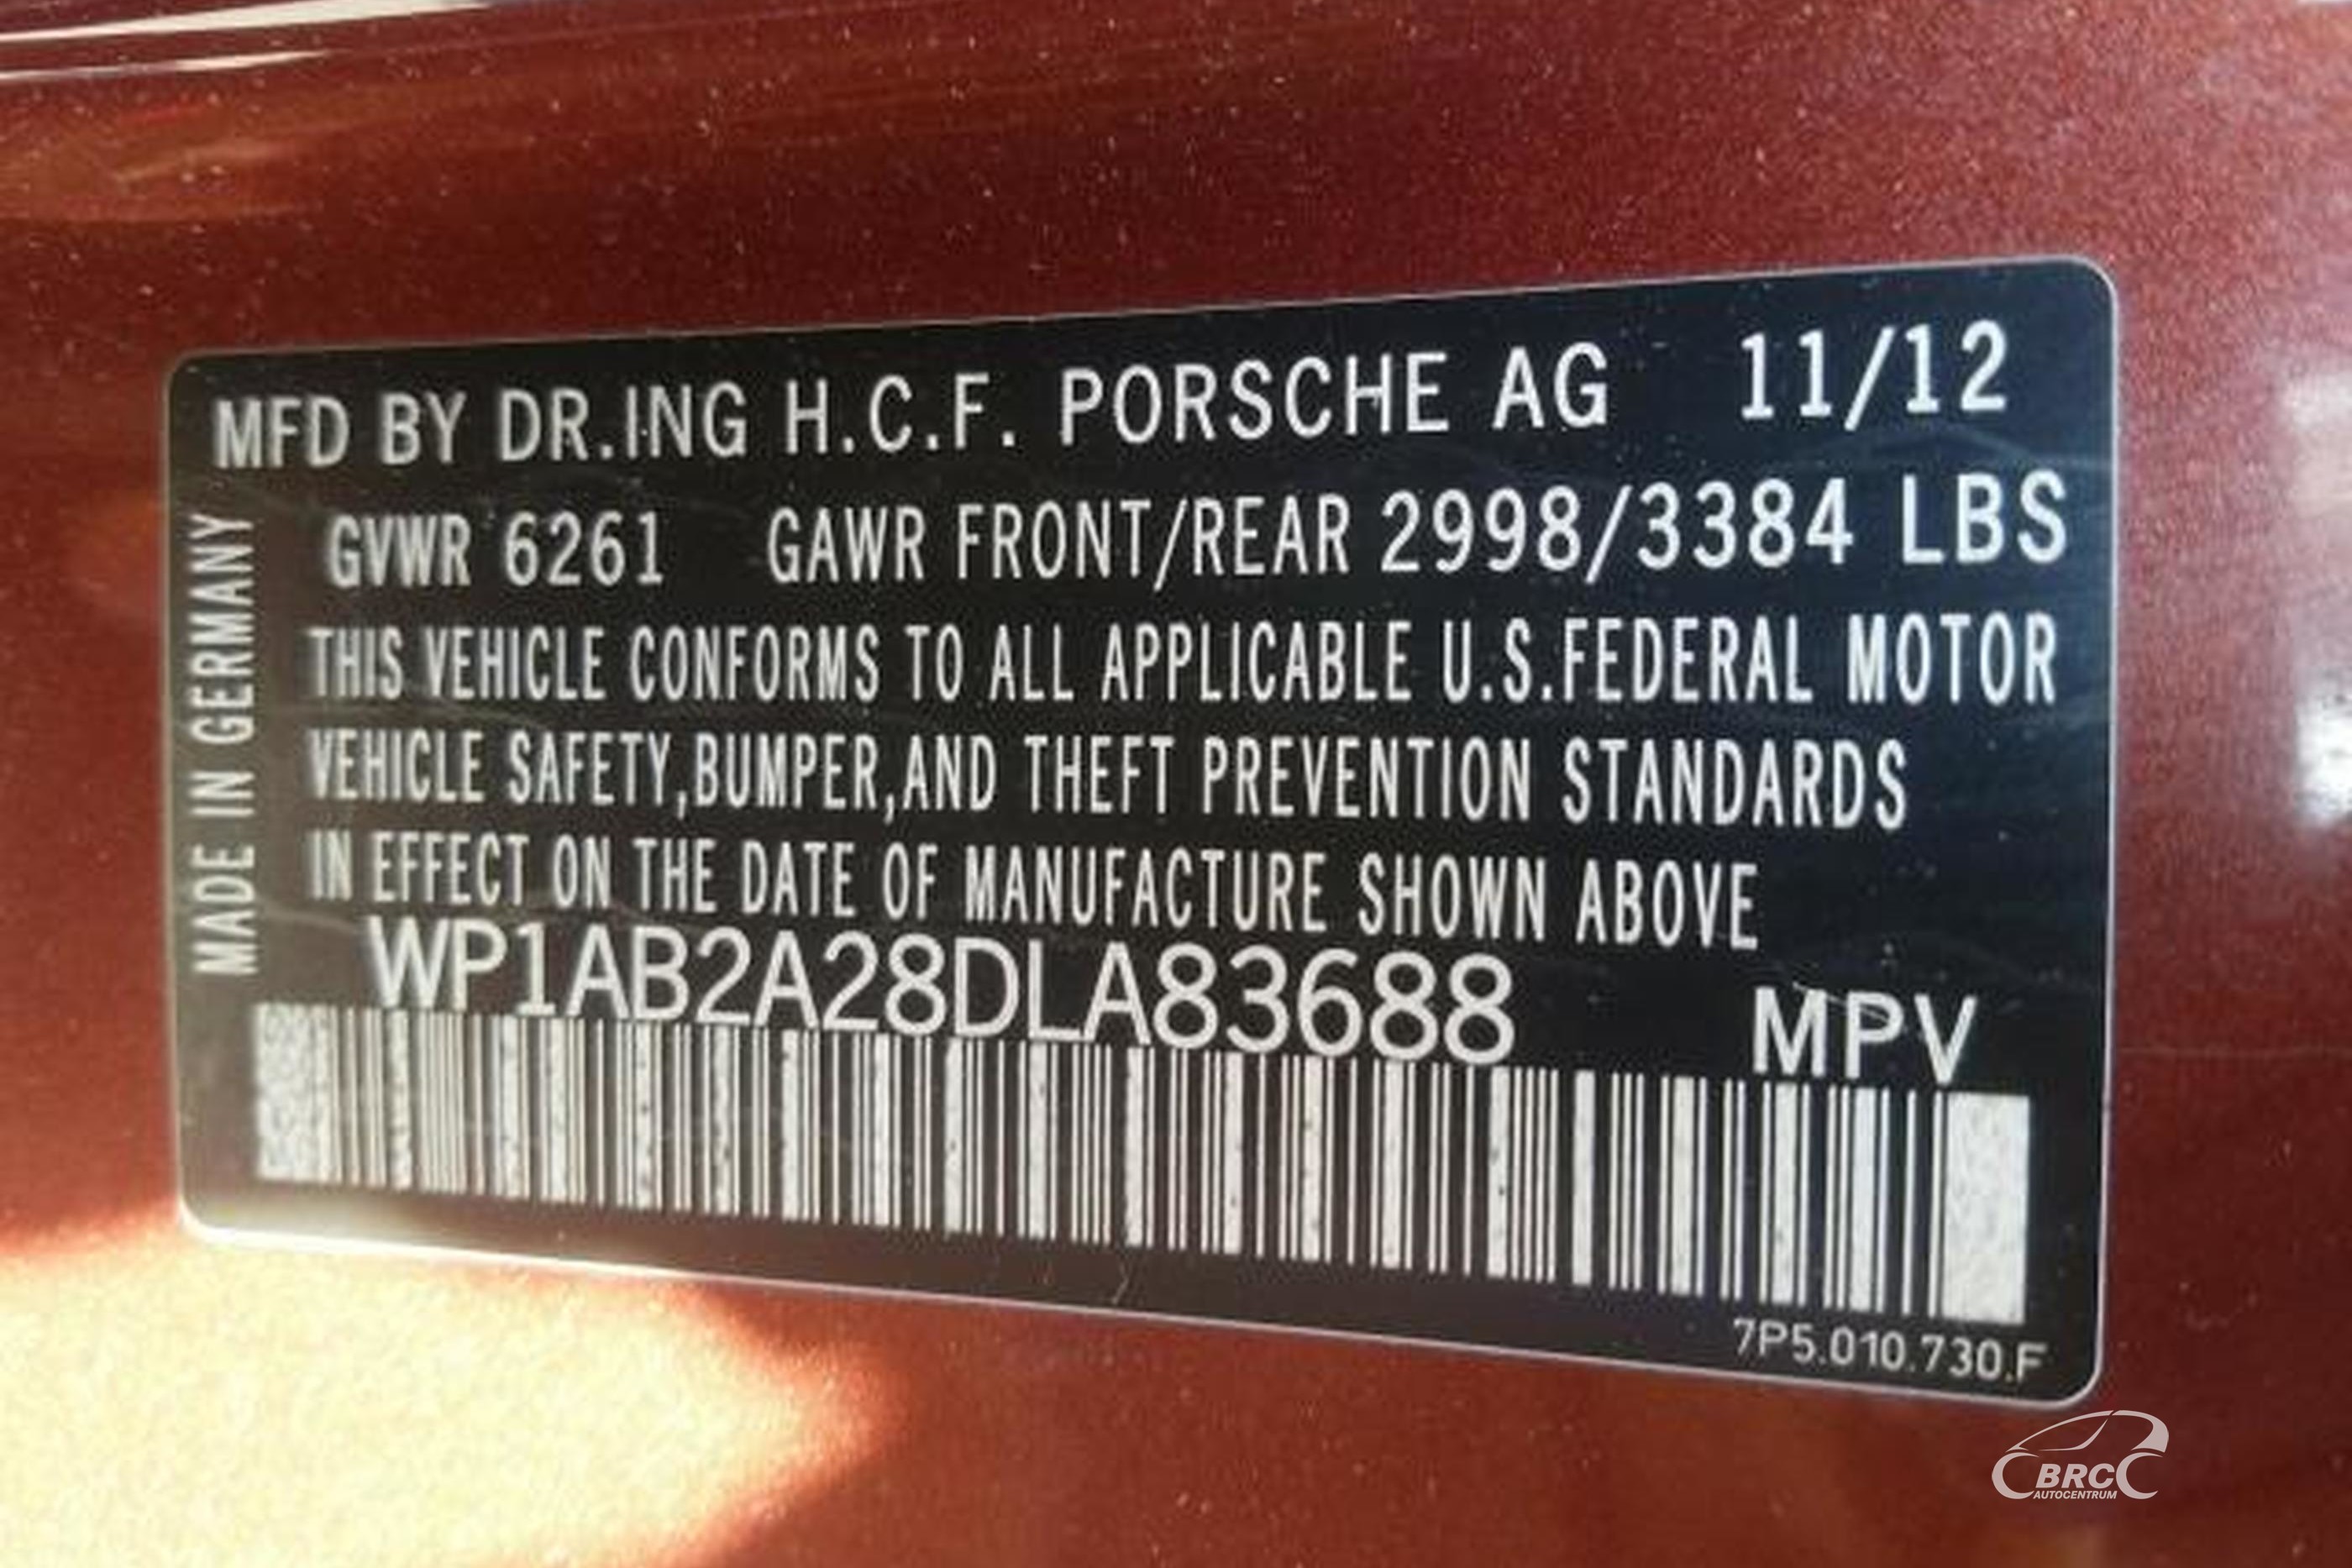 MFD BY DR.ING H.C.F. PORSCHE AG 11/12
GVWR 6261 GAWR FRONT/REAR 2998/3384 LBS
THIS VEHICLE CONFORMS TO ALL APPLICABLE U.S.FEDERAL MOTOR
VEHICLE SAFETY,BUMPER,AND THEFT PREVENTION STANDARDS
IN EFFECT ON THE DATE OF MANUFACTURE SHOWN ABOVE
WP1AB2A28DLA83688 MPV
MADE IN GERMANY
7P5.010.730.F
BRC
AUTOCENTRUM